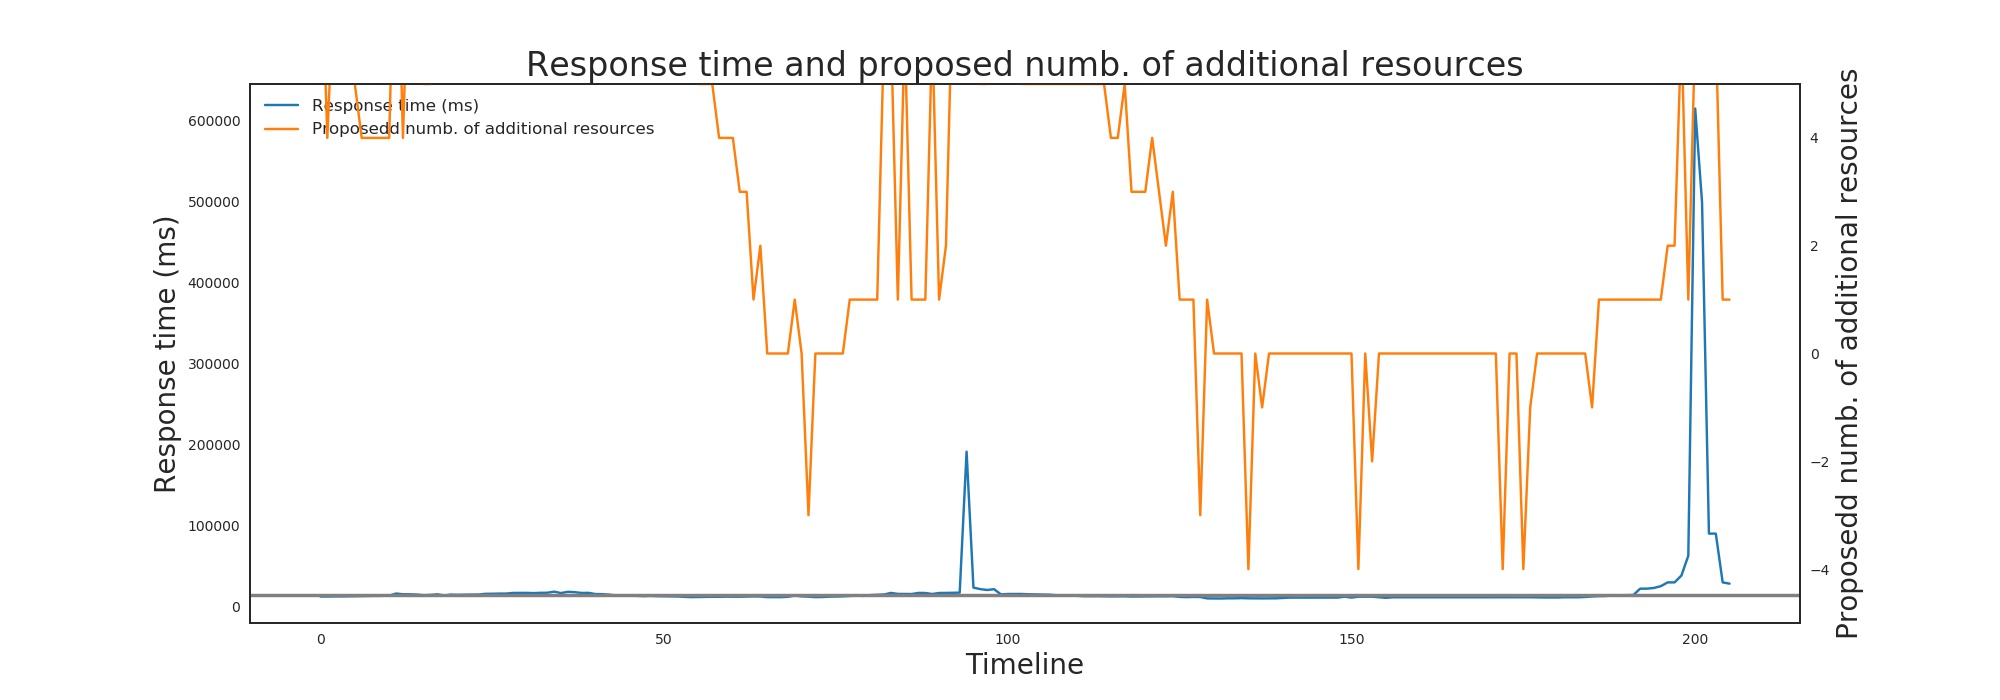 Response time and proposed numb. of additional resources
Response time (ms)
Proposedd numb. of additional resources
600000
500000
400000
300000
200000
100000
0
Response time (ms)
4
2
0
−2
−4
Proposedd numb. of additional resources
0
50
100
150
200
Timeline